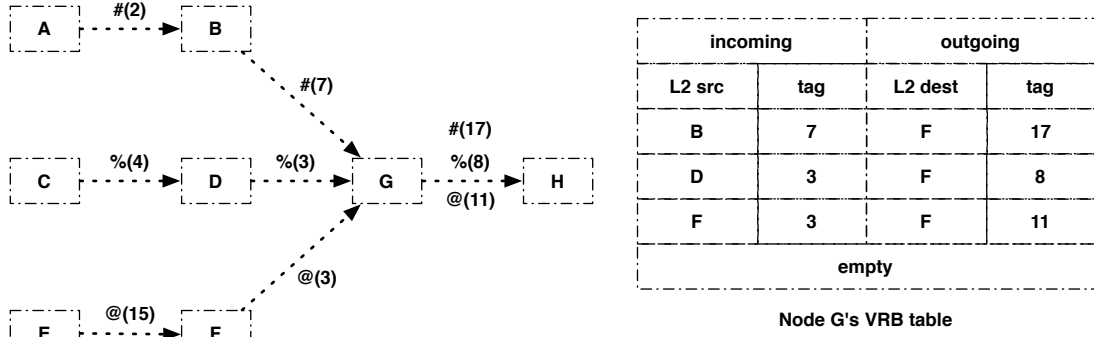 A #(2) B
#(7)
C %(4) D %(3) G #(17) %(8) @(11) H
@(3)
E @(15) F
incoming outgoing
L2 src tag L2 dest tag
B 7 F 17
D 3 F 8
F 3 F 11
empty
Node G's VRB table